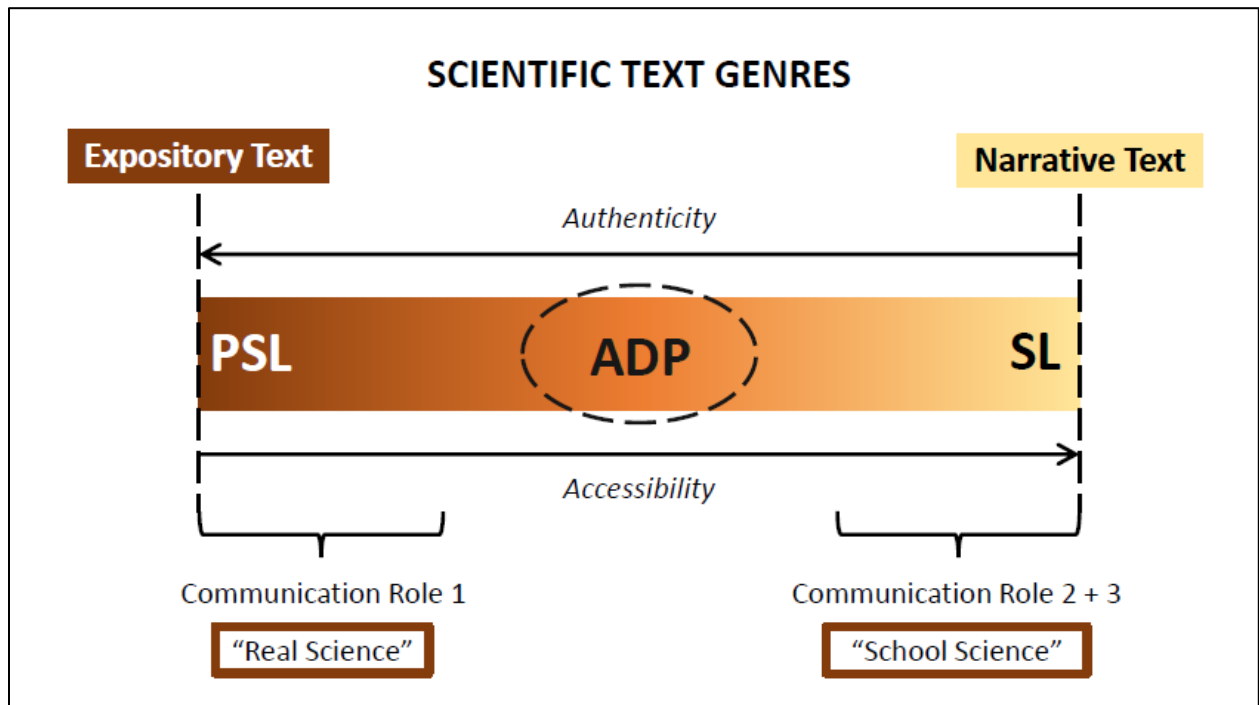 SCIENTIFIC TEXT GENRES
Expository Text
Narrative Text
Authenticity
PSL
ADP
SL
Accessibility
Communication Role 1
Communication Role 2 + 3
“Real Science”
“School Science”